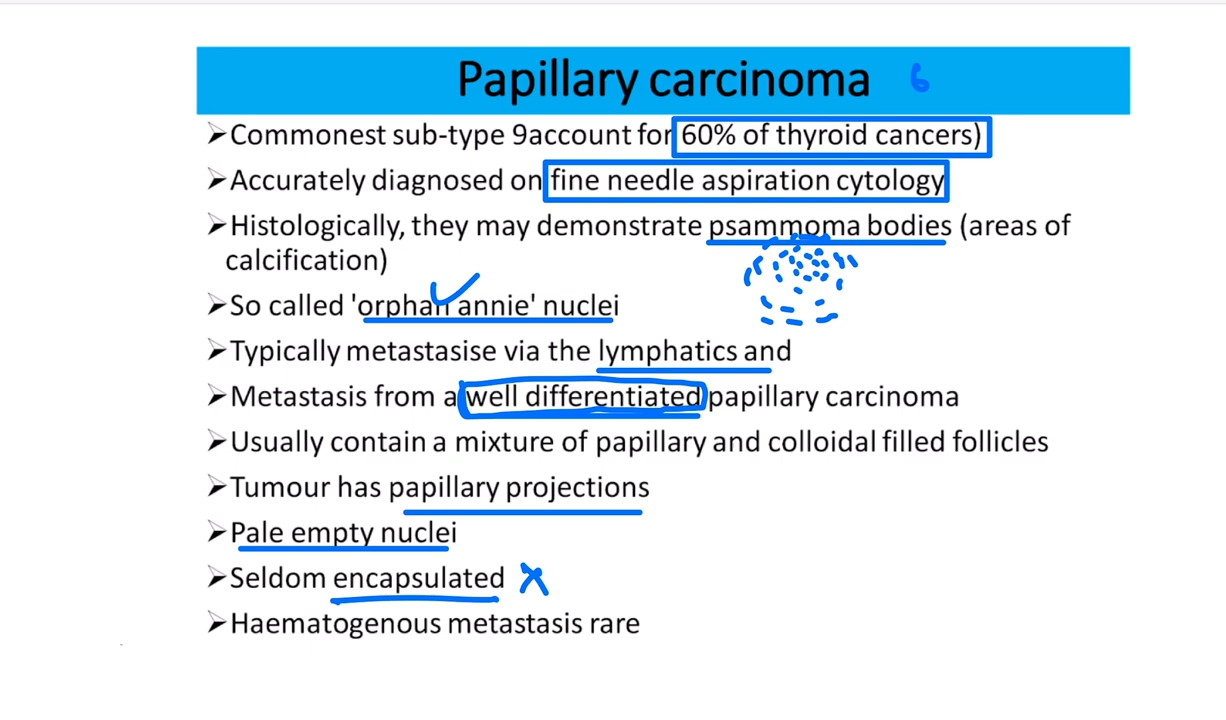 Papillary carcinoma 6
➢Commonest sub-type 9account for 60% of thyroid cancers)
➢Accurately diagnosed on fine needle aspiration cytology
➢Histologically, they may demonstrate psammoma bodies (areas of
calcification)
➢So called 'orphan annie' nuclei
➢Typically metastasise via the lymphatics and
➢Metastasis from a well differentiated papillary carcinoma
➢Usually contain a mixture of papillary and colloidal filled follicles
➢Tumour has papillary projections
➢Pale empty nuclei
➢Seldom encapsulated
➢Haematogenous metastasis rare